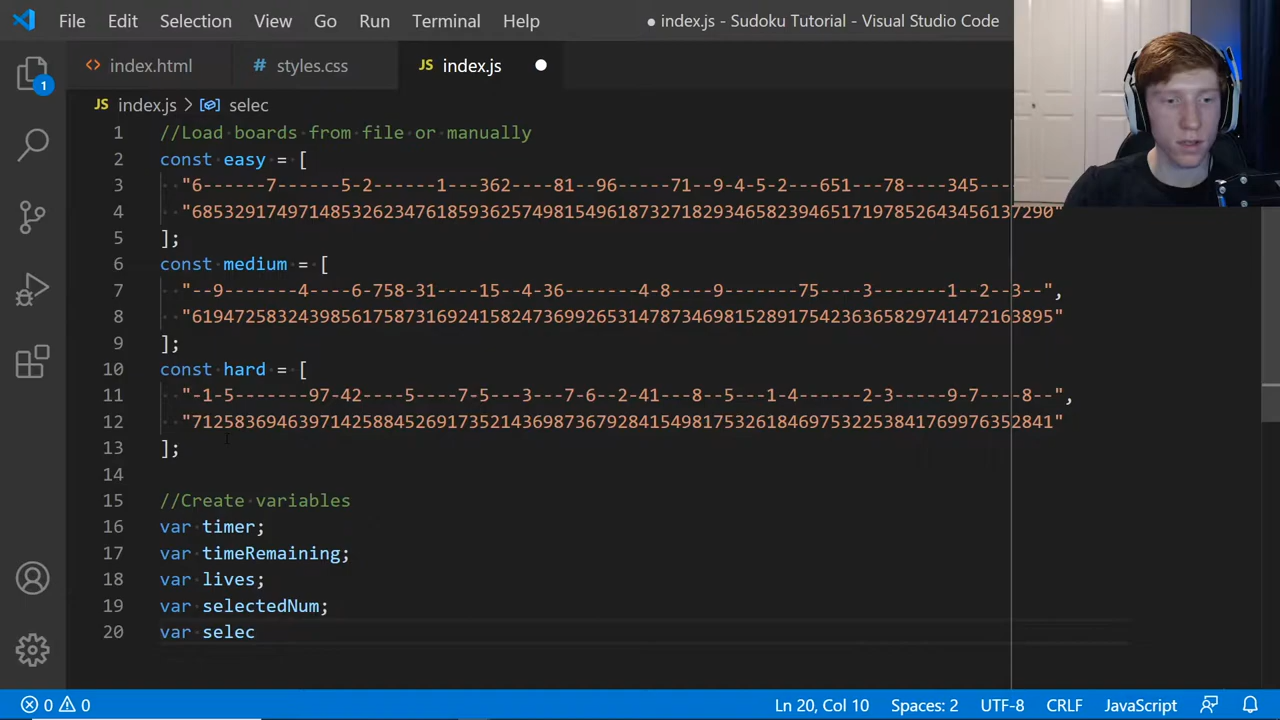 File Edit Selection View Go Run Terminal Help ● index.js - Sudoku Tutorial - Visual Studio Code
<> index.html # styles.css JS index.js ●
JS index.js > selec
1 //Load boards from file or manually
2 const easy = [
3 "6------7------5-2------1---362----81--96-----71--9-4-5-2---651---78----345----
4 "685329174971485326234761859362574981549618732718293465823946517197852643456137290"
5 ];
6 const medium = [
7 "--9-------4----6-758-31----15--4-36-------4-8----9-------75----3-------1--2--3--",
8 "619472583243985617587316924158247369926531478734698152891754236365829741472163895"
9 ];
10 const hard = [
11 "-1-5-------97-42----5----7-5---3---7-6--2-41---8--5---1-4------2-3-----9-7----8--",
12 "712583694639714258845269173521436987367928415498175326184697532253841769976352841"
13 ];
14
15 //Create variables
16 var timer;
17 var timeRemaining;
18 var lives;
19 var selectedNum;
20 var selec
1
0 0 Ln 20, Col 10 Spaces: 2 UTF-8 CRLF JavaScript